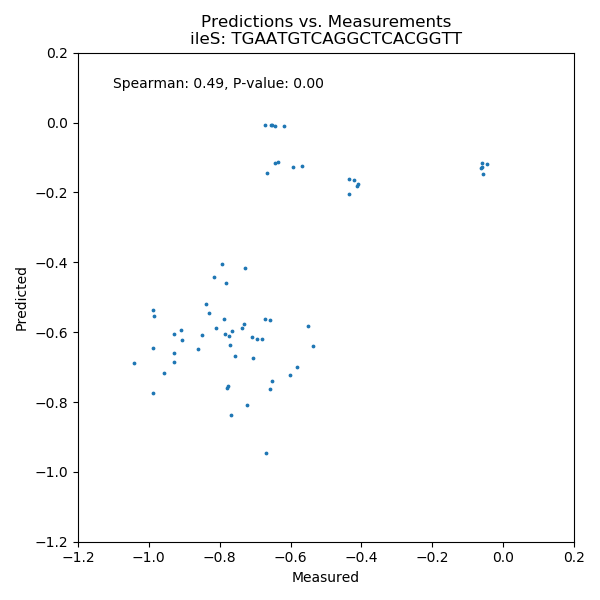 Predictions vs. Measurements
ileS: TGAATGTCAGGCTCACGGTT
Spearman: 0.49, P-value: 0.00
0.2
0.0
−0.2
−0.4
−0.6
−0.8
−1.0
−1.2
Predicted
−1.2 −1.0 −0.8 −0.6 −0.4 −0.2 0.0 0.2
Measured